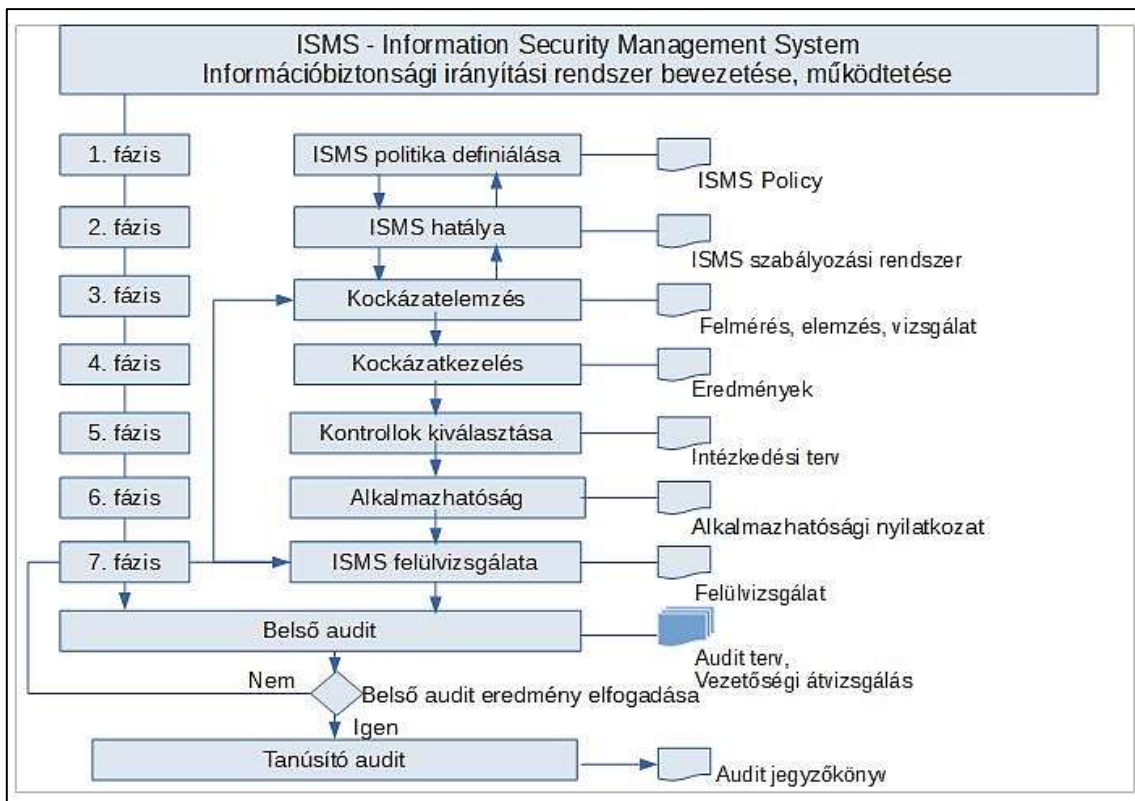 ISMS - Information Security Management System
Információbiztonsági irányítási rendszer bevezetése, működtetése
1. fázis
ISMS politika definiálása
ISMS Policy
2. fázis
ISMS hatálya
ISMS szabályozási rendszer
3. fázis
Kockázatelemzés
Felmérés, elemzés, vizsgálat
4. fázis
Kockázatkezelés
Eredmények
5. fázis
Kontrollok kiválasztása
Intézkedési terv
6. fázis
Alkalmazhatóság
Alkalmazhatósági nyilatkozat
7. fázis
ISMS felülvizsgálata
Felülvizsgálat
Belső audit
Audit terv,
Vezetőségi átvizsgálás
Nem
Belső audit eredmény elfogadása
Igen
Tanúsító audit
Audit jegyzőkönyv